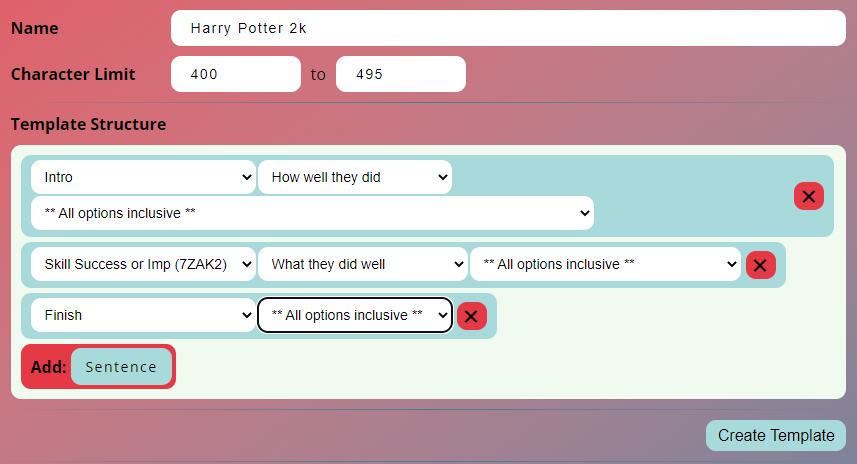 Name Harry Potter 2k
Character Limit 400 to 495
Template Structure
Intro How well they did
** All options inclusive **
Skill Success or Imp (7ZAK2) What they did well ** All options inclusive **
Finish ** All options inclusive **
Add: Sentence
Create Template